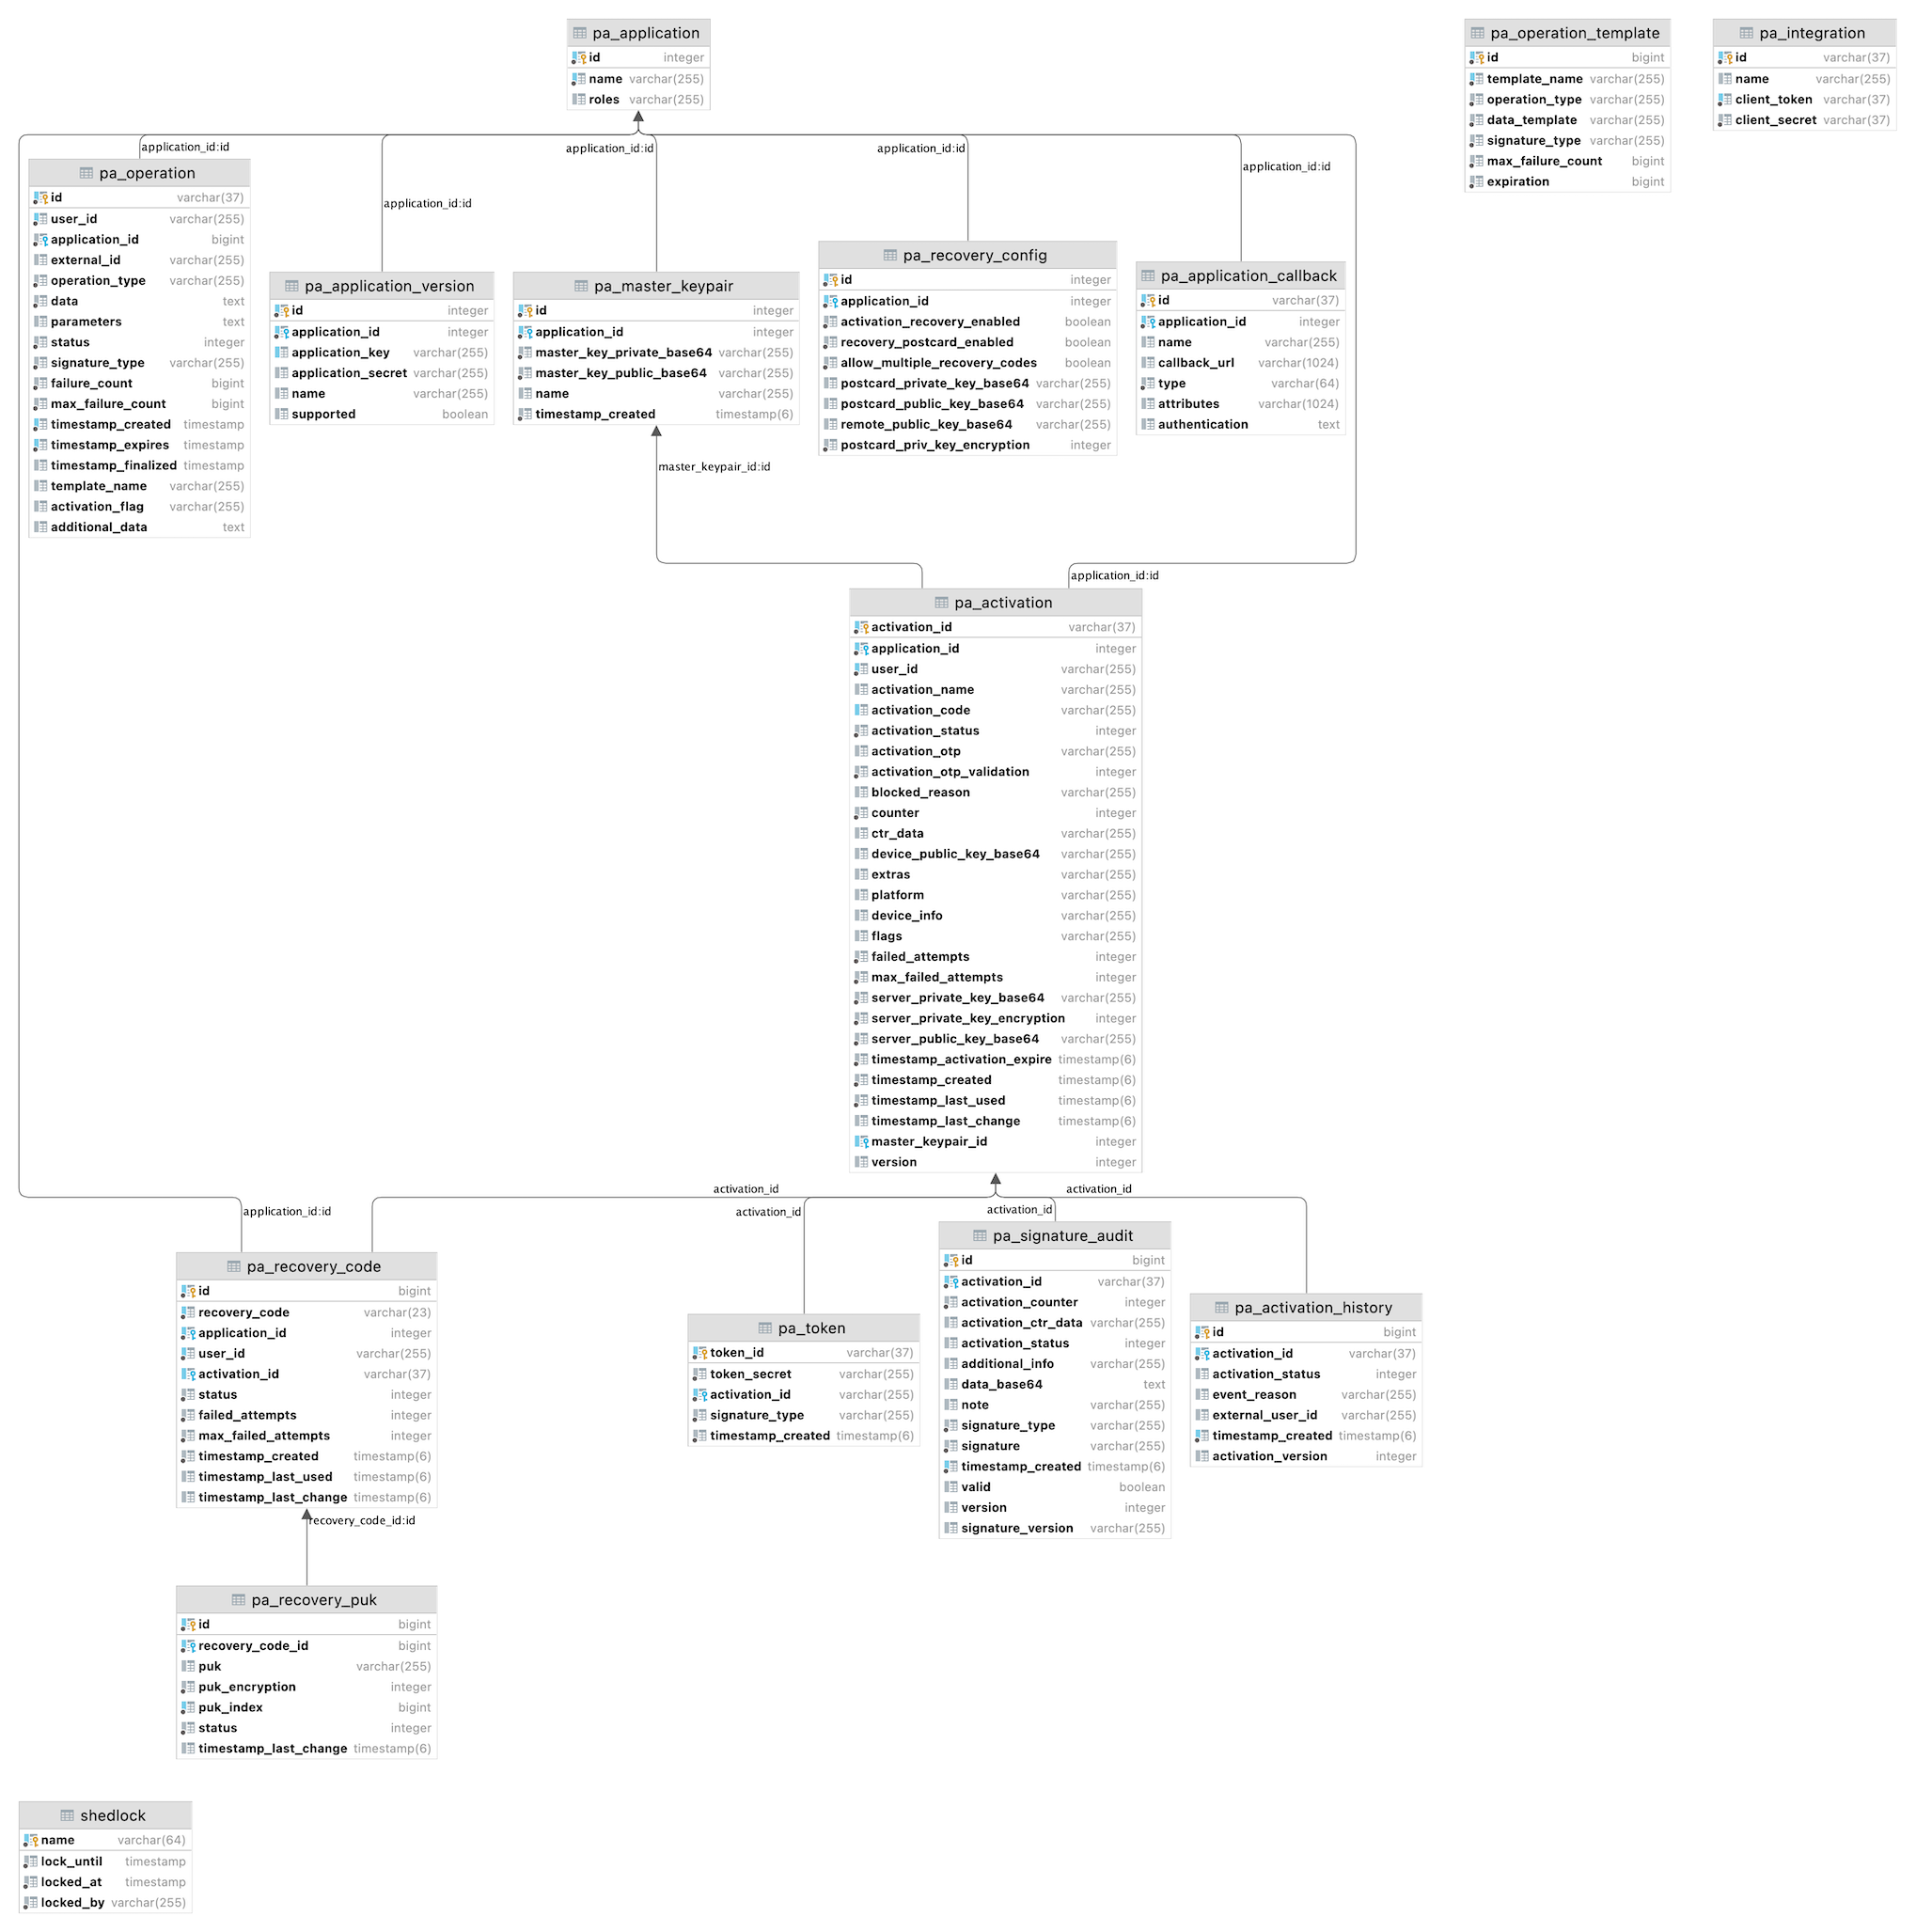 pa_application
id integer
name varchar(255)
roles varchar(255)
pa_operation_template
id bigint
template_name varchar(255)
operation_type varchar(255)
data_template varchar(255)
signature_type varchar(255)
max_failure_count bigint
expiration bigint
pa_integration
id varchar(37)
name varchar(255)
client_token varchar(37)
client_secret varchar(37)
application_id:id
application_id:id
application_id:id
application_id:id
application_id:id
pa_operation
id varchar(37)
user_id varchar(255)
application_id bigint
external_id varchar(255)
operation_type varchar(255)
data text
parameters text
status integer
signature_type varchar(255)
failure_count bigint
max_failure_count bigint
timestamp_created timestamp
timestamp_expires timestamp
timestamp_finalized timestamp
template_name varchar(255)
activation_flag varchar(255)
additional_data text
pa_application_version
id integer
application_id integer
application_key varchar(255)
application_secret varchar(255)
name varchar(255)
supported boolean
pa_master_keypair
id integer
application_id integer
master_key_private_base64 varchar(255)
master_key_public_base64 varchar(255)
name varchar(255)
timestamp_created timestamp(6)
pa_recovery_config
id integer
application_id integer
activation_recovery_enabled boolean
recovery_postcard_enabled boolean
allow_multiple_recovery_codes boolean
postcard_private_key_base64 varchar(255)
postcard_public_key_base64 varchar(255)
remote_public_key_base64 varchar(255)
postcard_priv_key_encryption integer
pa_application_callback
id varchar(37)
application_id integer
name varchar(255)
callback_url varchar(1024)
type varchar(64)
attributes varchar(1024)
authentication text
master_keypair_id:id
application_id:id
pa_activation
activation_id varchar(37)
application_id integer
user_id varchar(255)
activation_name varchar(255)
activation_code varchar(255)
activation_status integer
activation_otp varchar(255)
activation_otp_validation integer
blocked_reason varchar(255)
counter integer
ctr_data varchar(255)
device_public_key_base64 varchar(255)
extras varchar(255)
platform varchar(255)
device_info varchar(255)
flags varchar(255)
failed_attempts integer
max_failed_attempts integer
server_private_key_base64 varchar(255)
server_private_key_encryption integer
server_public_key_base64 varchar(255)
timestamp_activation_expire timestamp(6)
timestamp_created timestamp(6)
timestamp_last_used timestamp(6)
timestamp_last_change timestamp(6)
master_keypair_id integer
version integer
application_id:id
activation_id
activation_id
activation_id
activation_id
pa_recovery_code
id bigint
recovery_code varchar(23)
application_id integer
user_id varchar(255)
activation_id varchar(37)
status integer
failed_attempts integer
max_failed_attempts integer
timestamp_created timestamp(6)
timestamp_last_used timestamp(6)
timestamp_last_change timestamp(6)
pa_token
token_id varchar(37)
token_secret varchar(255)
activation_id varchar(255)
signature_type varchar(255)
timestamp_created timestamp(6)
pa_signature_audit
id bigint
activation_id varchar(37)
activation_counter integer
activation_ctr_data varchar(255)
activation_status integer
additional_info varchar(255)
data_base64 text
note varchar(255)
signature_type varchar(255)
signature varchar(255)
timestamp_created timestamp(6)
valid boolean
version integer
signature_version varchar(255)
pa_activation_history
id bigint
activation_id varchar(37)
activation_status integer
event_reason varchar(255)
external_user_id varchar(255)
timestamp_created timestamp(6)
activation_version integer
recovery_code_id:id
pa_recovery_puk
id bigint
recovery_code_id bigint
puk varchar(255)
puk_encryption integer
puk_index bigint
status integer
timestamp_last_change timestamp(6)
shedlock
name varchar(64)
lock_until timestamp
locked_at timestamp
locked_by varchar(255)